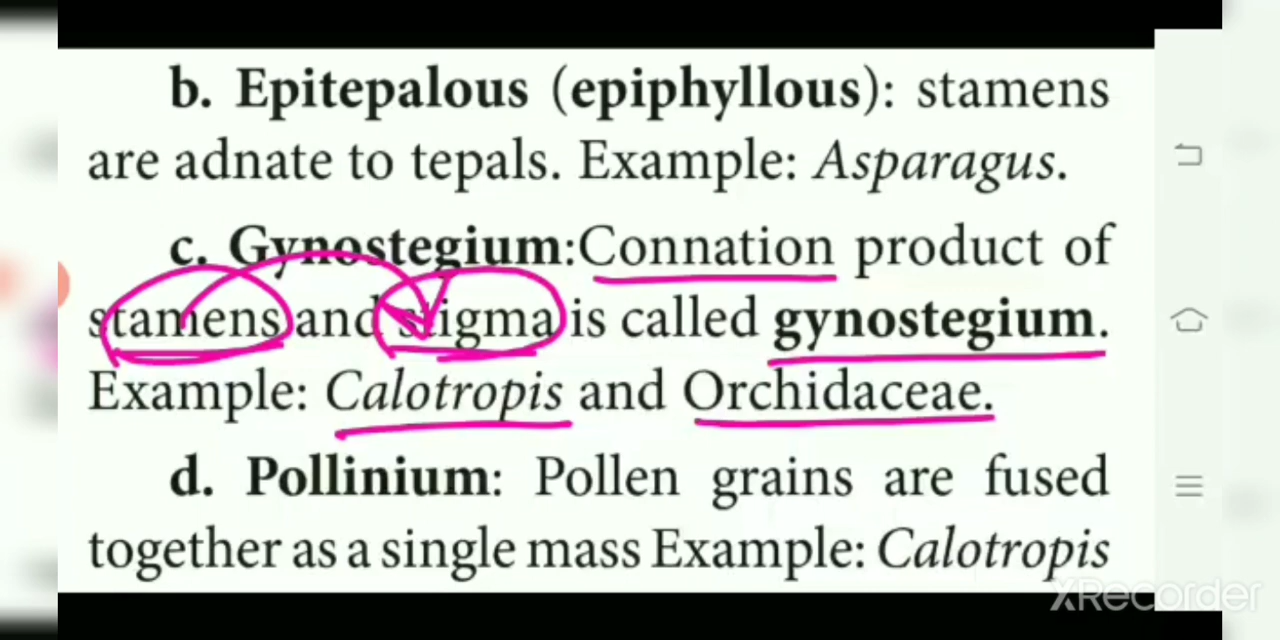 b. Epitepalous (epiphyllous): stamens
are adnate to tepals. Example: Asparagus.
c. Gynostegium:Connation product of
stamens and stigma is called gynostegium.
Example: Calotropis and Orchidaceae.
d. Pollinium: Pollen grains are fused
together as a single mass Example: Calotropis
XRecorder